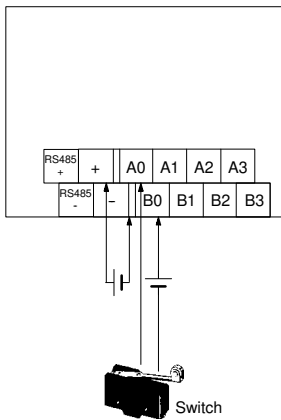 RS485 + + A0 A1 A2 A3
RS485 - - B0 B1 B2 B3
Switch